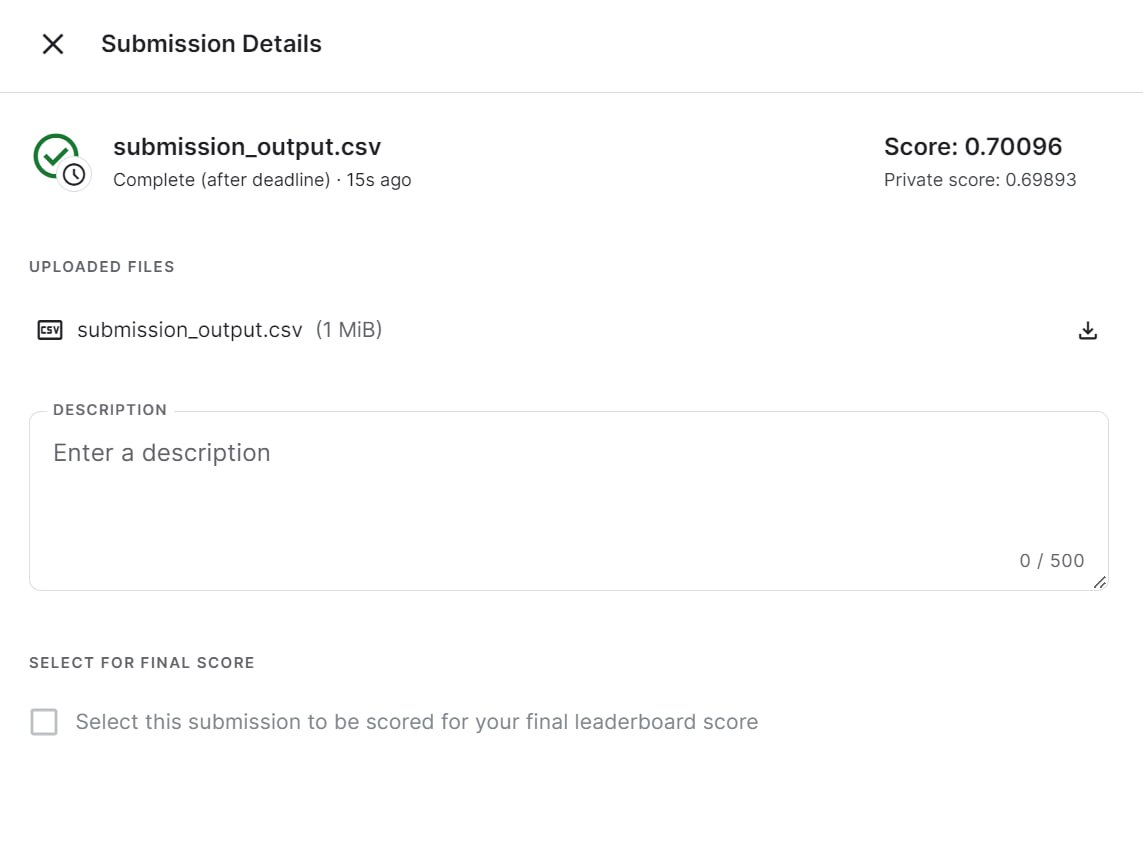 Submission Details
submission_output.csv
Score: 0.70096
Complete (after deadline) · 15s ago
Private score: 0.69893
UPLOADED FILES
CSV submission_output.csv (1 MiB)
DESCRIPTION
Enter a description
0 / 500
SELECT FOR FINAL SCORE
Select this submission to be scored for your final leaderboard score